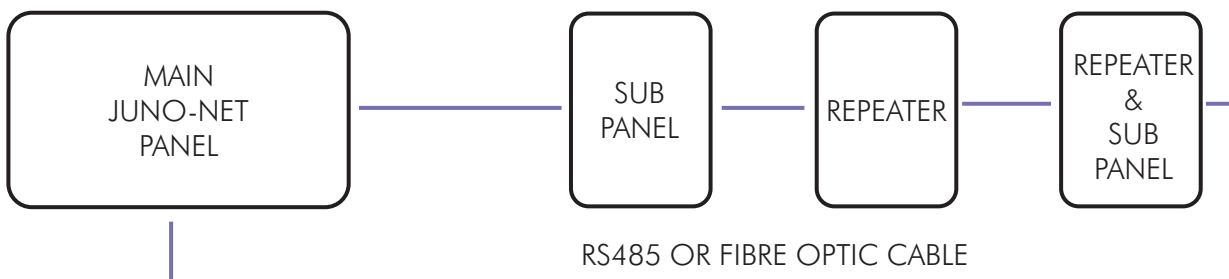 MAIN
JUNO-NET
PANEL
SUB
PANEL
REPEATER
REPEATER
&
SUB
PANEL
RS485 OR FIBRE OPTIC CABLE